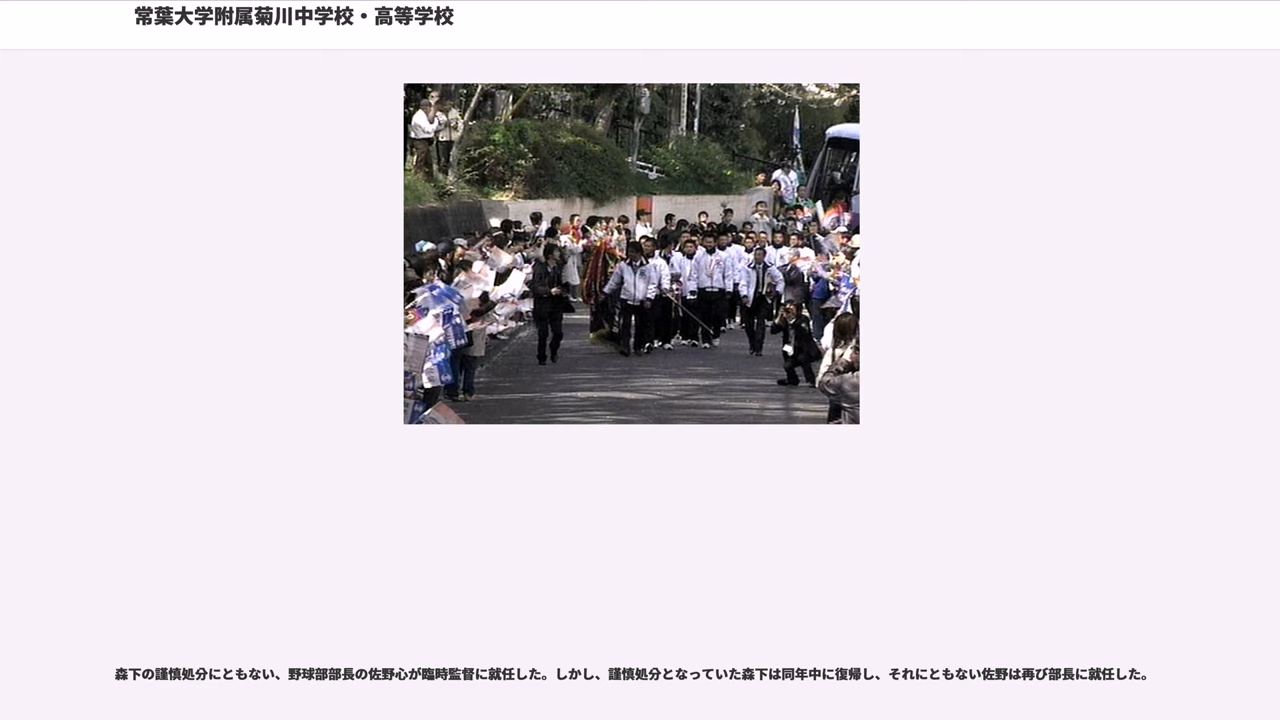 常葉大学附属菊川中学校・高等学校
森下の謹慎処分にともない、野球部部長の佐野心が臨時監督に就任した。しかし、謹慎処分となっていた森下は同年中に復帰し、それにともない佐野は再び部長に就任した。